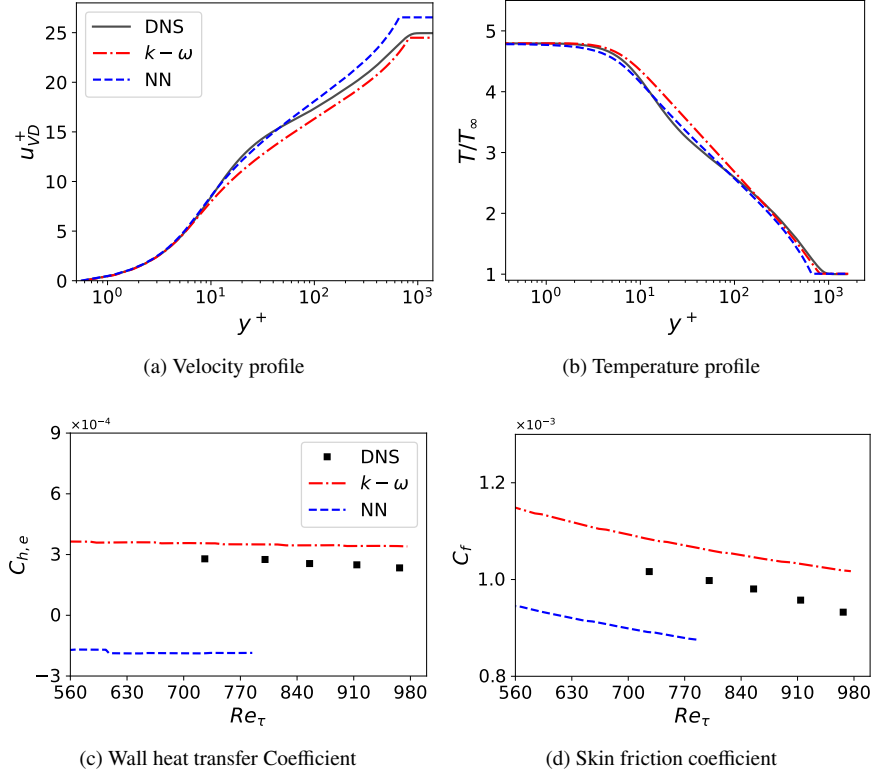 25
20
15
10
5
0
u⁺_VD
DNS
k − ω
NN
10⁰
10¹
10²
10³
y⁺
(a) Velocity profile
5
4
3
2
1
T/T∞
10⁰
10¹
10²
10³
y⁺
(b) Temperature profile
×10⁻⁴
9
6
3
0
−3
C_{h,e}
DNS
k − ω
NN
560
630
700
770
840
910
980
Re_τ
(c) Wall heat transfer Coefficient
×10⁻³
1.2
1.0
0.8
C_f
560
630
700
770
840
910
980
Re_τ
(d) Skin friction coefficient